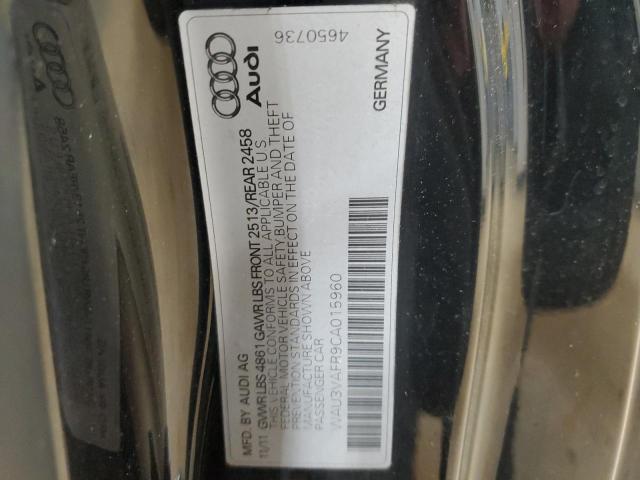 MFD. BY AUDI AG
11/11 GVWR LBS 4861 GAWR LBS FRONT 2513/REAR 2458
THIS VEHICLE CONFORMS TO ALL APPLICABLE U S
FEDERAL MOTOR VEHICLE SAFETY BUMPER AND THEFT
PREVENTION STANDARDS IN EFFECT ON THE DATE OF
MANUFACTURE SHOWN ABOVE
PASSENGER CAR
WAU3VAFR9CA015960
Audi
4650736
GERMANY